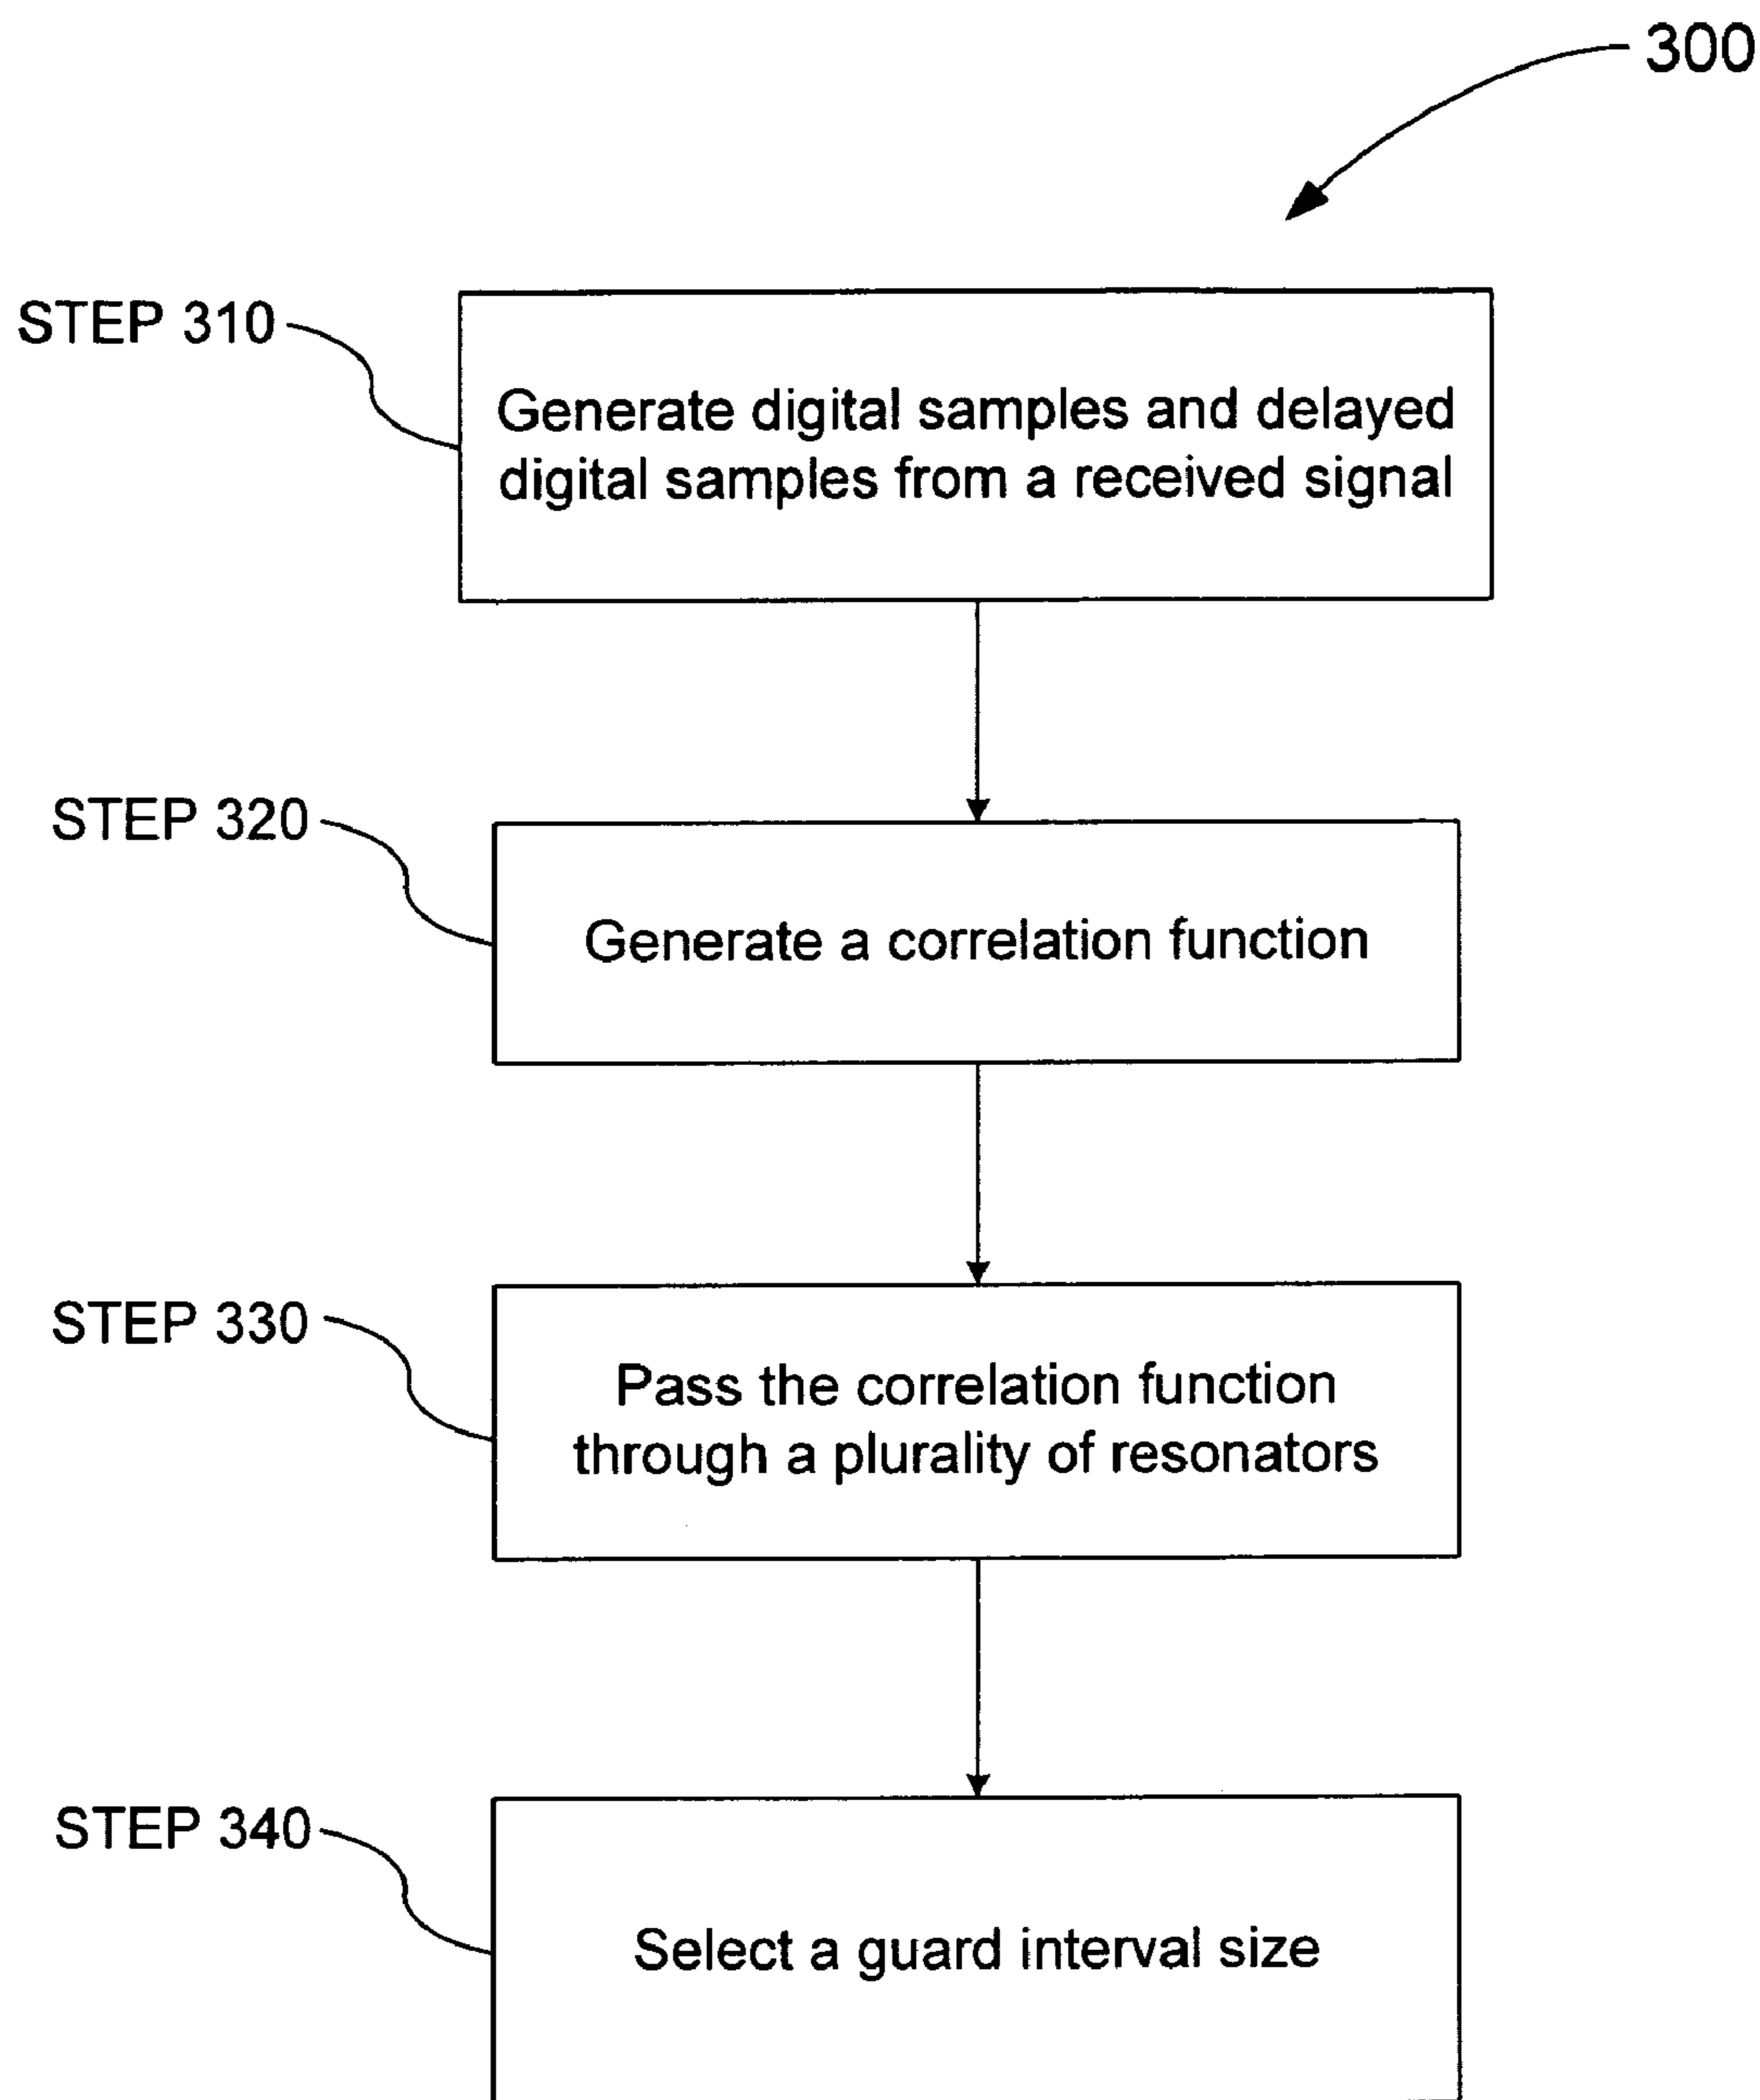 300
STEP 310
Generate digital samples and delayed
digital samples from a received signal
STEP 320
Generate a correlation function
STEP 330
Pass the correlation function
through a plurality of resonators
STEP 340
Select a guard interval size